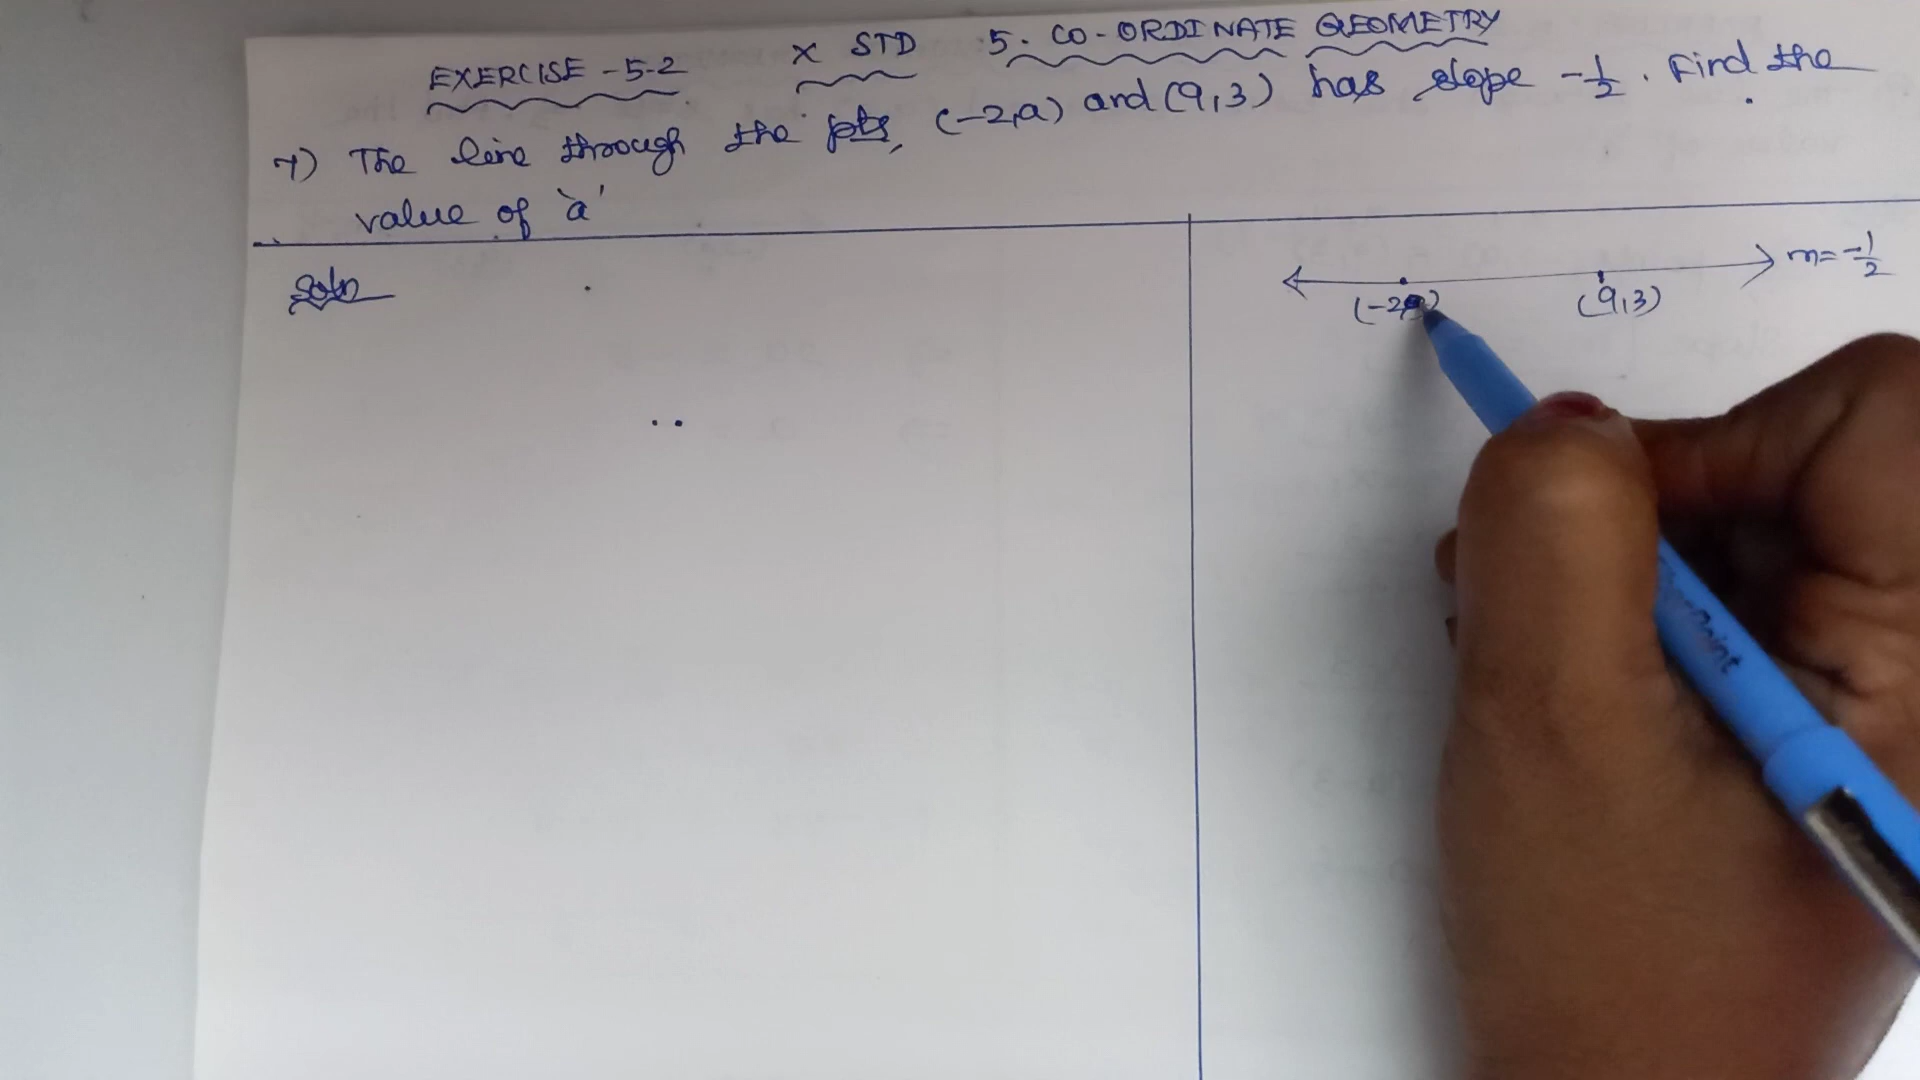 EXERCISE - 5.2 X STD 5. CO-ORDINATE GEOMETRY
7) The line through the pts, (-2,a) and (9,3) has slope -1/2. Find the
value of `a'
Soln
m = -1/2
(-2, (9,3)
Point